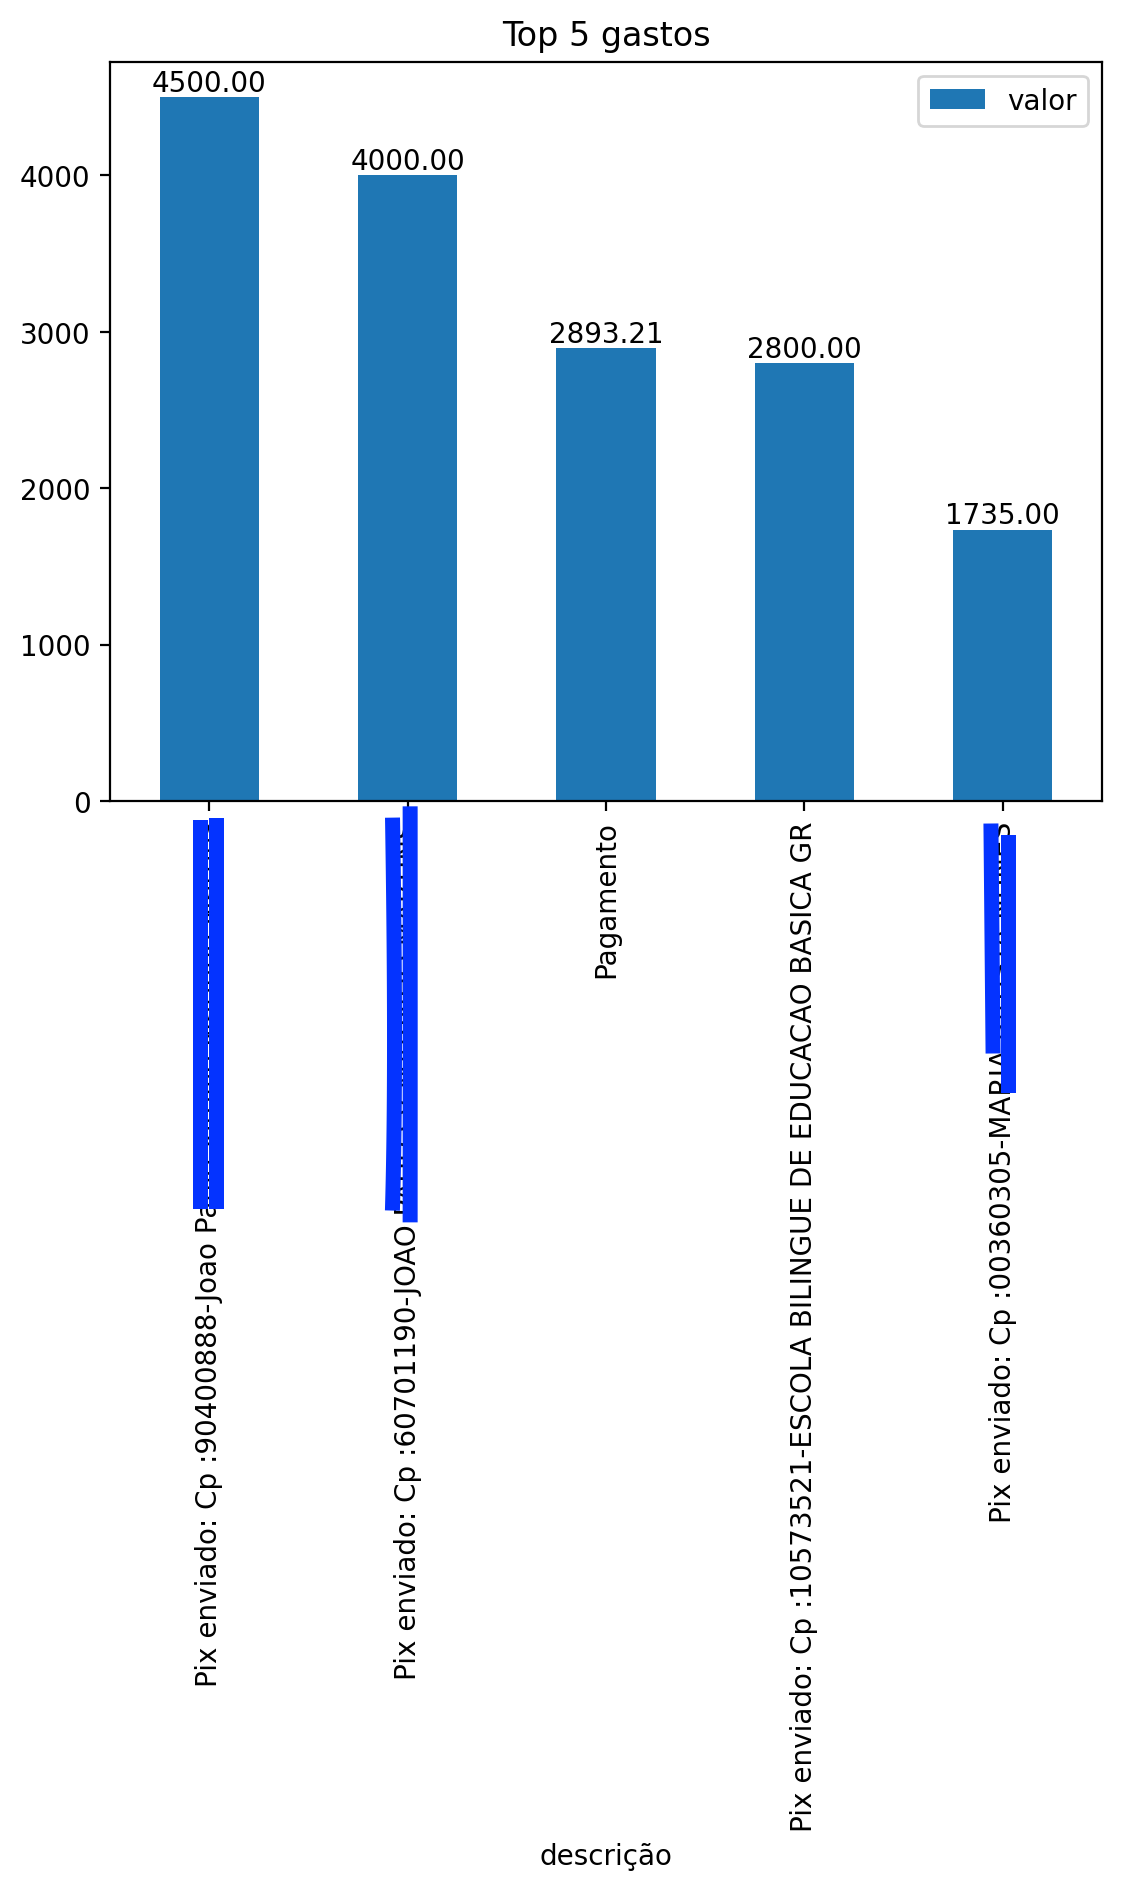 Top 5 gastos
valor
4500.00
4000.00
2893.21
2800.00
1735.00
4000
3000
2000
1000
0
Pix enviado: Cp :90400888-Joao
Pix enviado: Cp :60701190-JOAO
Pagamento
Pix enviado: Cp :10573521-ESCOLA BILINGUE DE EDUCACAO BASICA GR
Pix enviado: Cp :00360305-MARIA
descrição